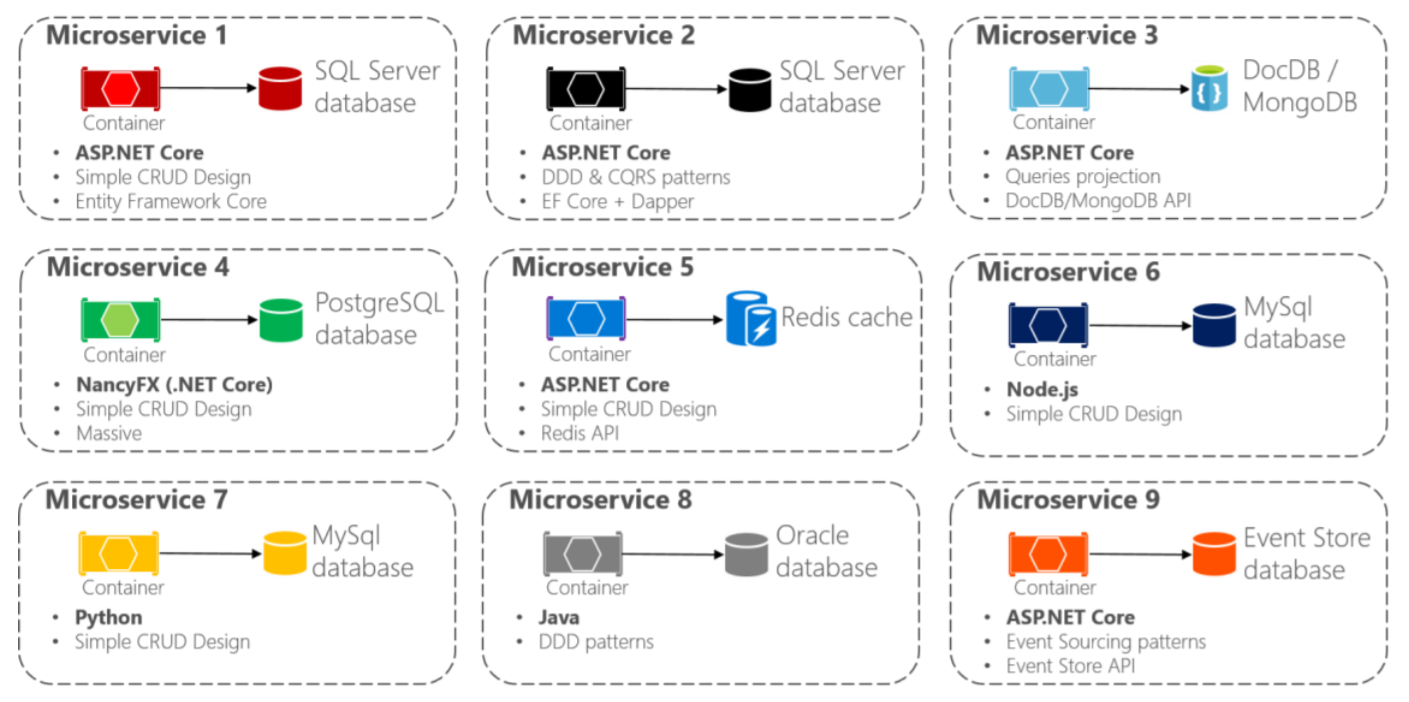 Microservice 1
SQL Server
database
Container
• ASP.NET Core
• Simple CRUD Design
• Entity Framework Core
Microservice 2
SQL Server
database
Container
• ASP.NET Core
• DDD & CQRS patterns
• EF Core + Dapper
Microservice 3
DocDB /
MongoDB
{ }
Container
• ASP.NET Core
• Queries projection
• DocDB/MongoDB API
Microservice 4
PostgreSQL
database
Container
• NancyFX (.NET Core)
• Simple CRUD Design
• Massive
Microservice 5
Redis cache
Container
• ASP.NET Core
• Simple CRUD Design
• Redis API
Microservice 6
MySql
database
Container
• Node.js
• Simple CRUD Design
Microservice 7
MySql
database
Container
• Python
• Simple CRUD Design
Microservice 8
Oracle
database
Container
• Java
• DDD patterns
Microservice 9
Event Store
database
Container
• ASP.NET Core
• Event Sourcing patterns
• Event Store API